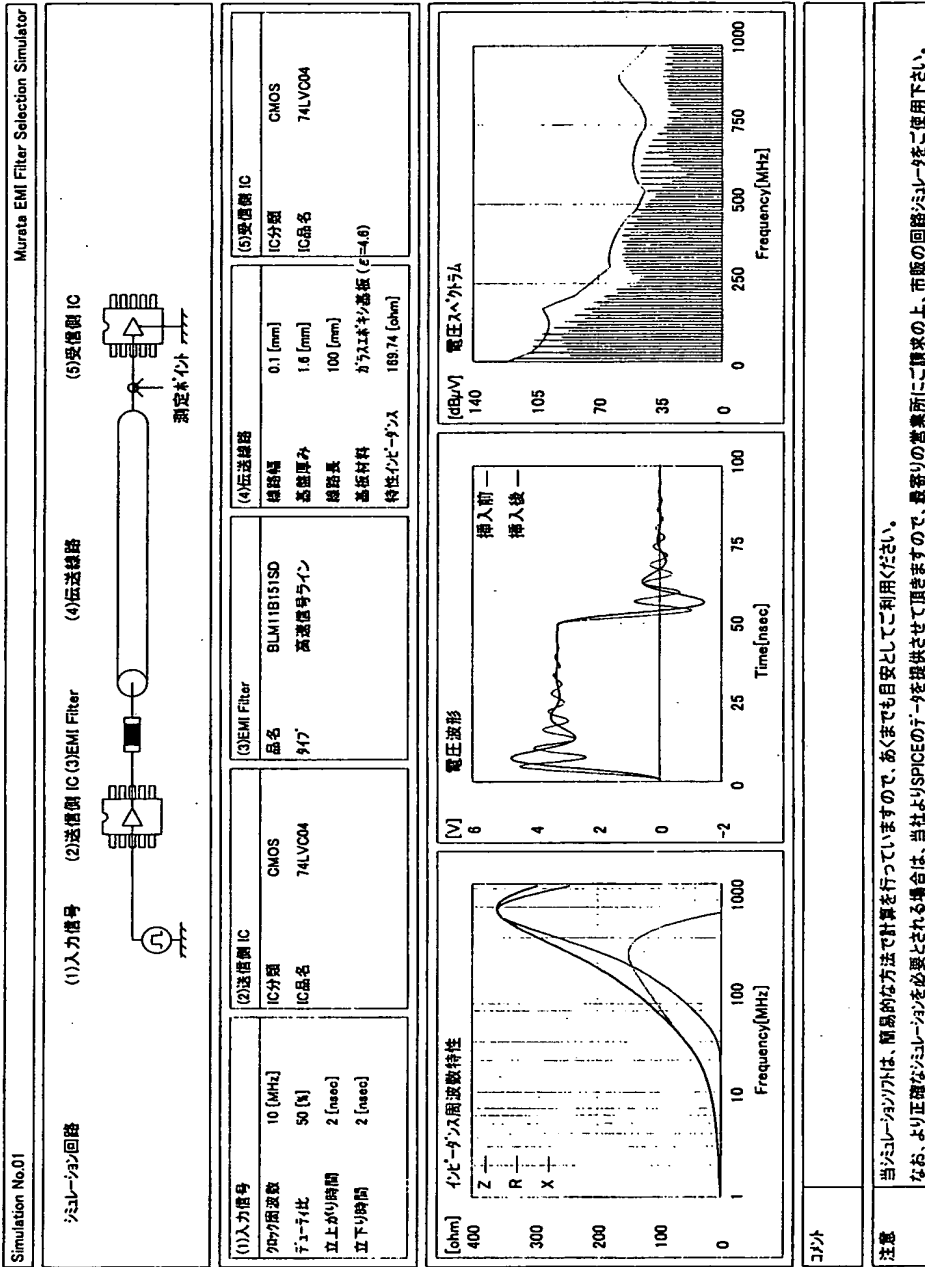 Simulation No.01
Murata EMI Filter Selection Simulator
シミュレーション回路
(1)入力信号
(2)送信側 IC
(3)EMI Filter
(4)伝送線路
(5)受信側 IC
測定ポイント
(1)入力信号
クロック周波数 10 [MHz]
デューティ比 50 [%]
立上がり時間 2 [nsec]
立下り時間 2 [nsec]
(2)送信側 IC
IC分類 CMOS
IC品名 74LVC04
(3)EMI Filter
品名 BLM11B151SD
タイプ 高速信号ライン
(4)伝送線路
線路幅 0.1 [mm]
基盤厚み 1.6 [mm]
線路長 100 [mm]
基板材料 ガラスエポキシ基板 (ε=4.6)
特性インピーダンス 169.74 [ohm]
(5)受信側 IC
IC分類 CMOS
IC品名 74LVC04
インピーダンス周波数特性
[ohm]
400
300
200
100
0
Z
R
X
1 10 100 1000
Frequency[MHz]
電圧波形
[V]
6
4
2
0
-2
挿入前
挿入後
0 25 50 75 100
Time[nsec]
電圧スペクトラム
[dBμV]
140
105
70
35
0
0 250 500 750 1000
Frequency[MHz]
コメント
注意
当シミュレーションソフトは、簡易的な方法で計算を行っていますので、あくまでも目安としてご利用ください。
なお、より正確なシミュレーションを必要とされる場合は、当社よりSPICEのデータを提供させて頂きますので、最寄りの営業所にご請求の上、市販の回路シミュレータをご使用下さい。